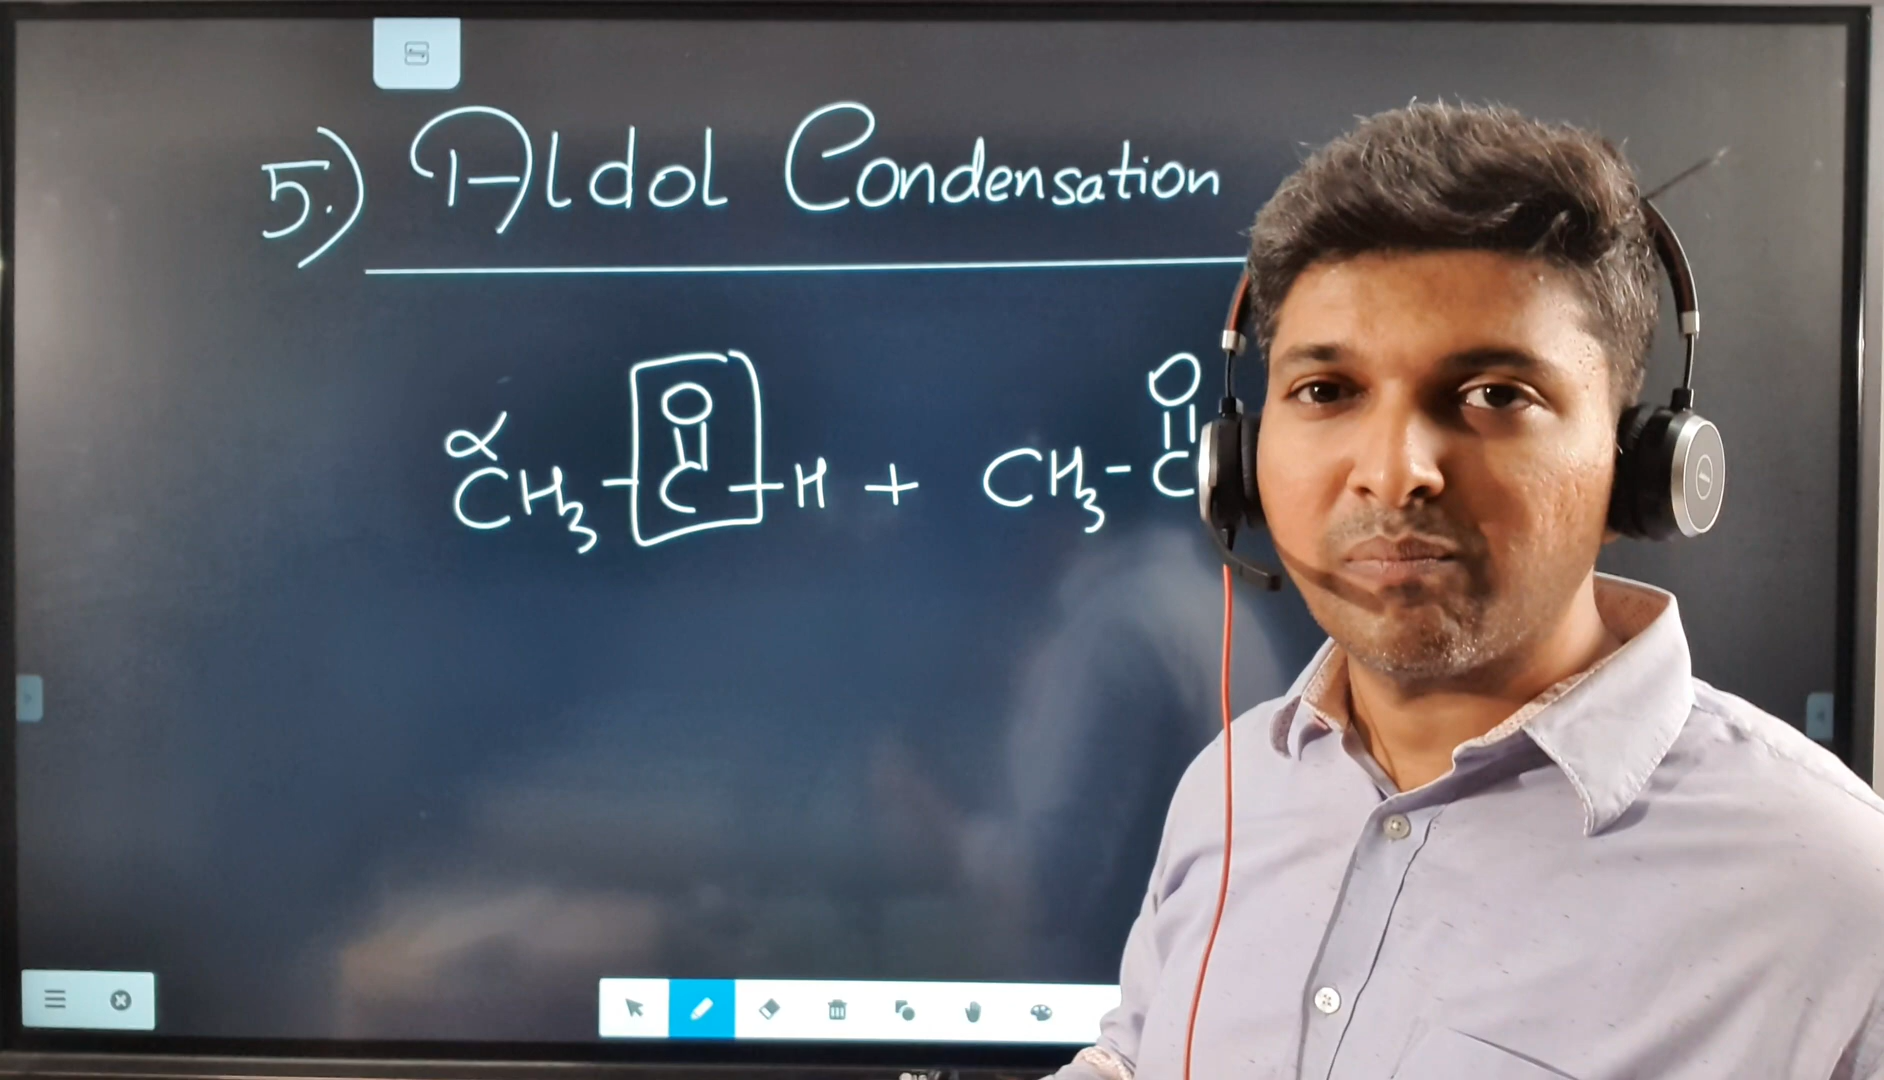 5.) Aldol Condensation
O O
α
CH3-C-H + CH3-C